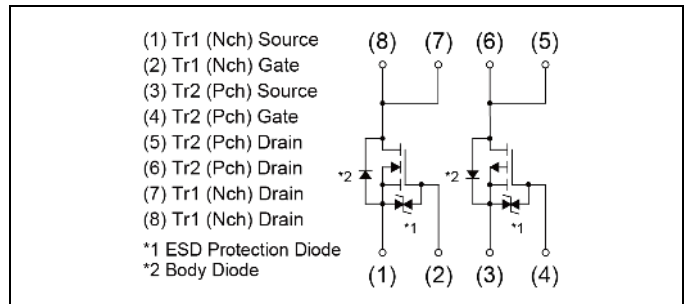 (1) Tr1 (Nch) Source
(2) Tr1 (Nch) Gate
(3) Tr2 (Pch) Source
(4) Tr2 (Pch) Gate
(5) Tr2 (Pch) Drain
(6) Tr2 (Pch) Drain
(7) Tr1 (Nch) Drain
(8) Tr1 (Nch) Drain
*1 ESD Protection Diode
*2 Body Diode
(8) (7) (6) (5)
*2 *2
*1 *1
(1) (2) (3) (4)